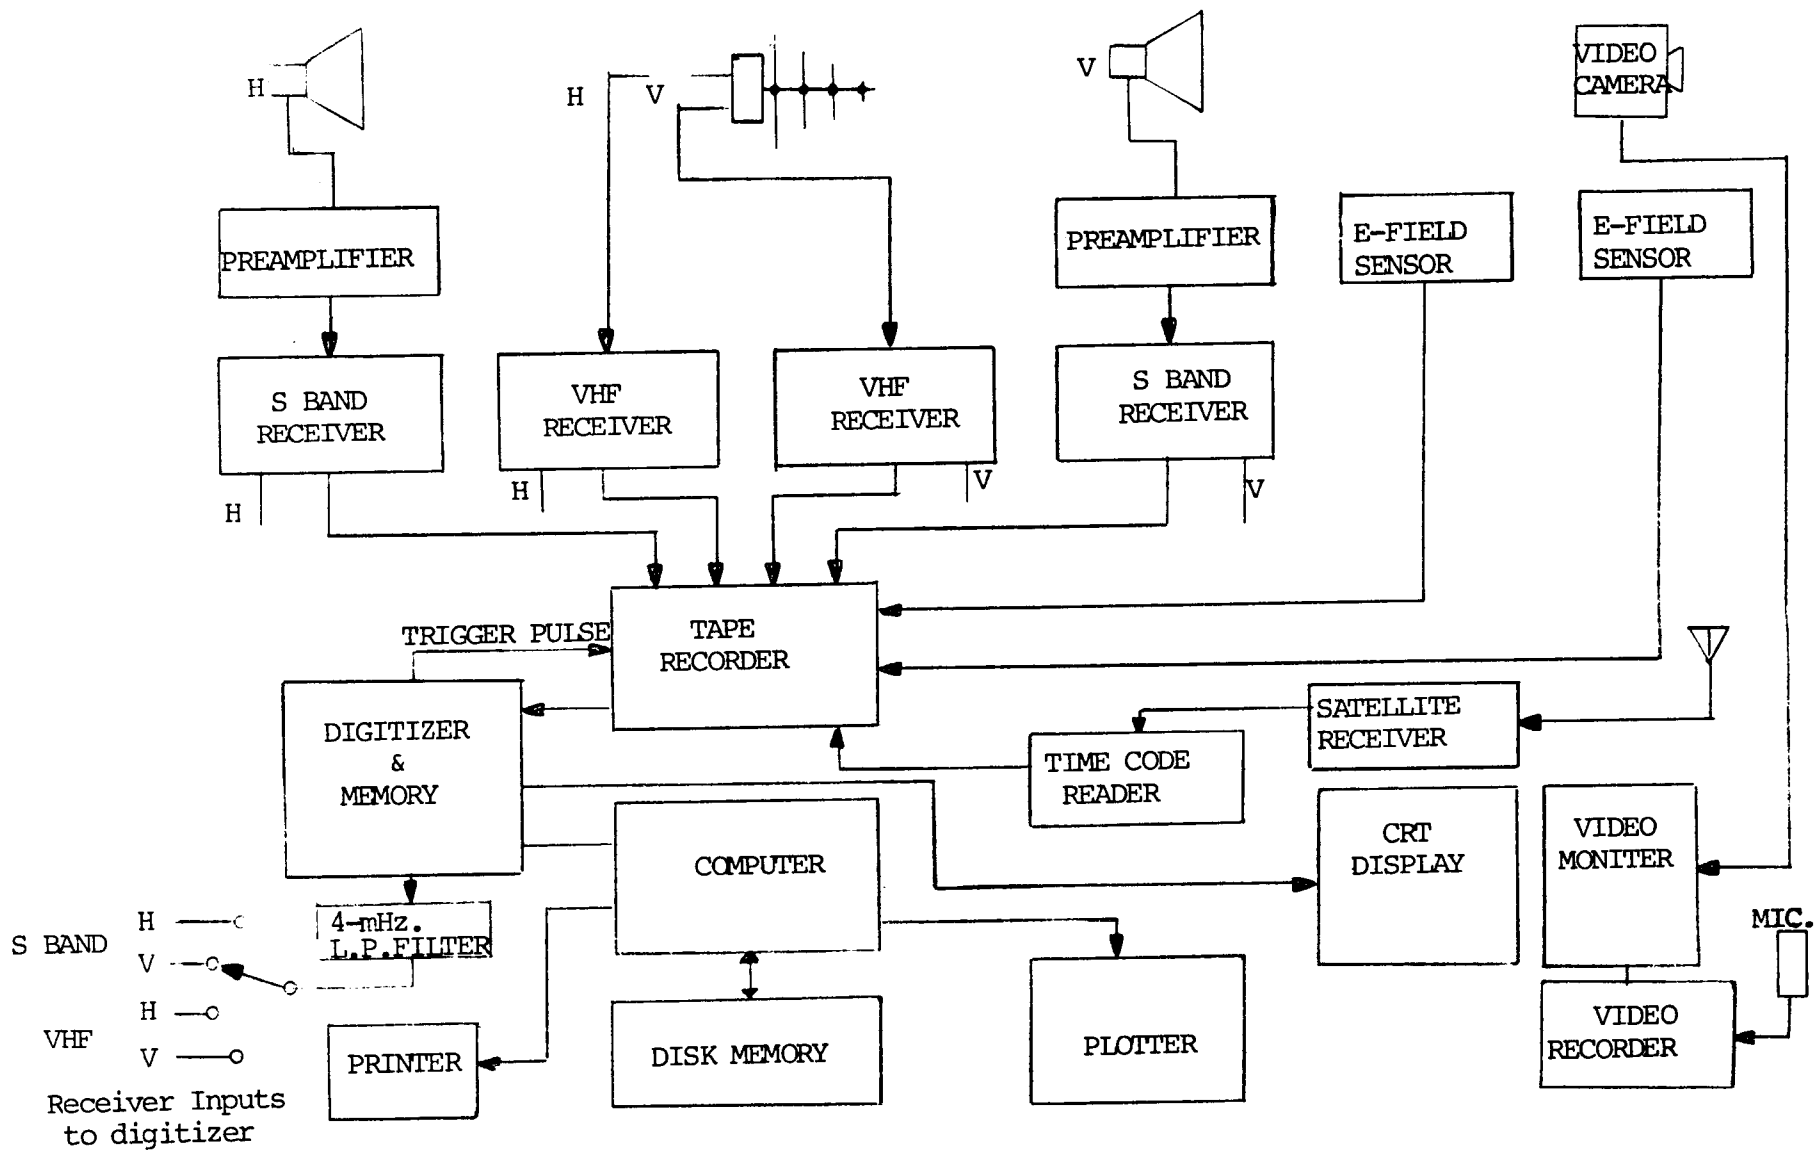 H
H
V
V
VIDEO
CAMERA
PREAMPLIFIER
PREAMPLIFIER
E-FIELD
SENSOR
E-FIELD
SENSOR
S BAND
RECEIVER
VHF
RECEIVER
VHF
RECEIVER
S BAND
RECEIVER
H
H
V
V
TRIGGER PULSE
TAPE
RECORDER
DIGITIZER
&
MEMORY
SATELLITE
RECEIVER
TIME CODE
READER
COMPUTER
CRT
DISPLAY
VIDEO
MONITER
MIC.
4-mHz.
L.P.FILTER
S BAND
H
V
VHF
H
V
Receiver Inputs
to digitizer
PRINTER
DISK MEMORY
PLOTTER
VIDEO
RECORDER